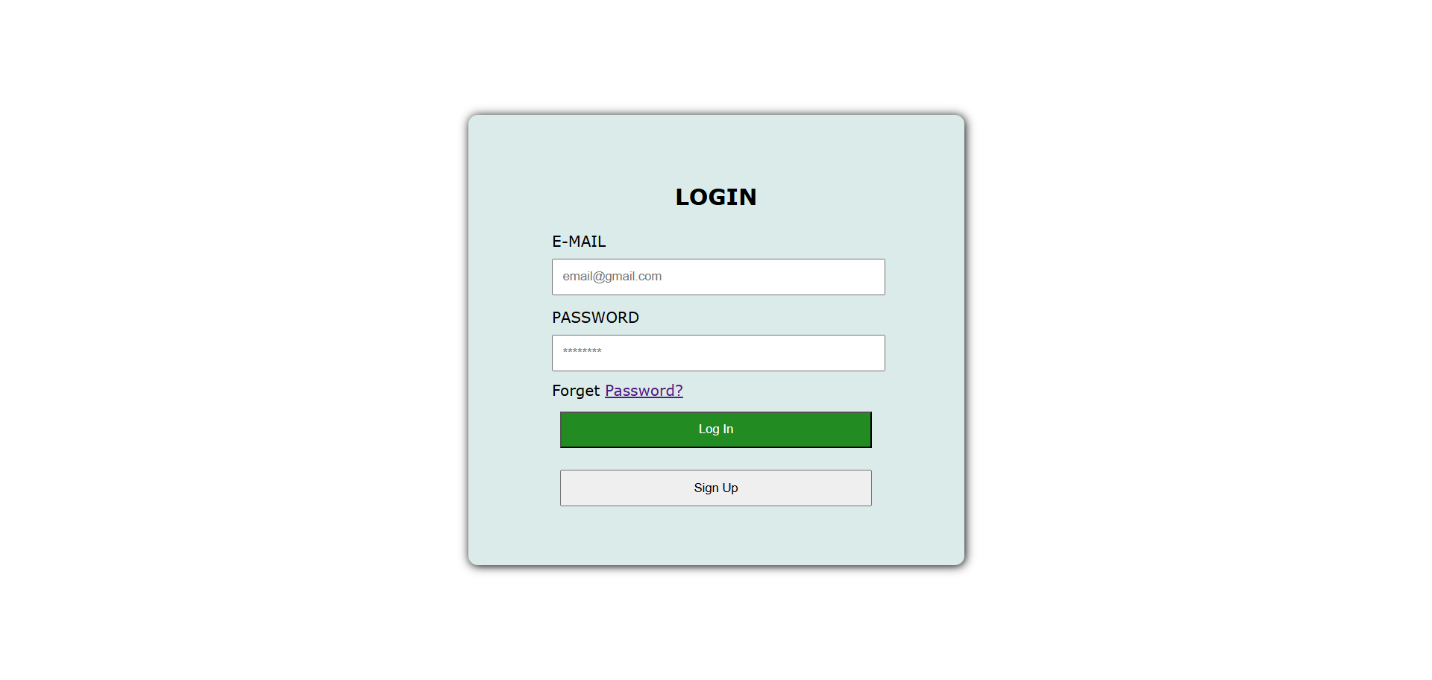 LOGIN
E-MAIL
email@gmail.com
PASSWORD
********
Forget Password?
Log In
Sign Up